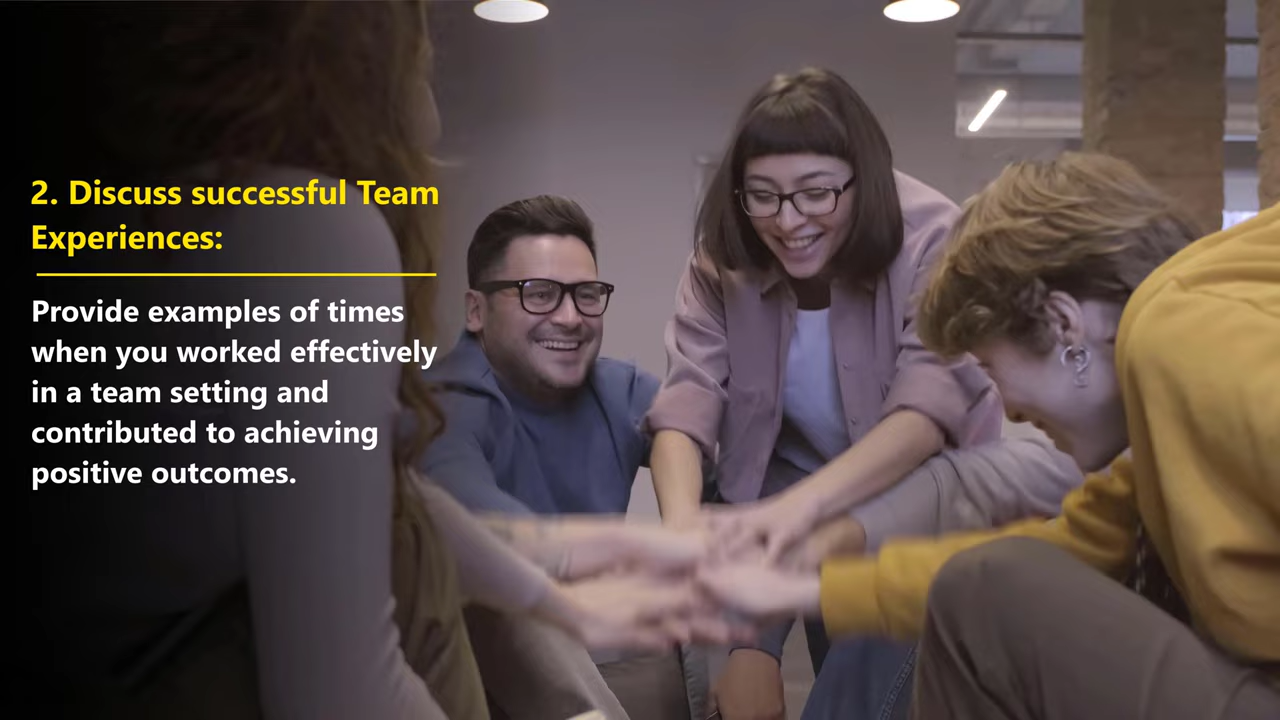 2. Discuss successful Team
Experiences:
Provide examples of times
when you worked effectively
in a team setting and
contributed to achieving
positive outcomes.